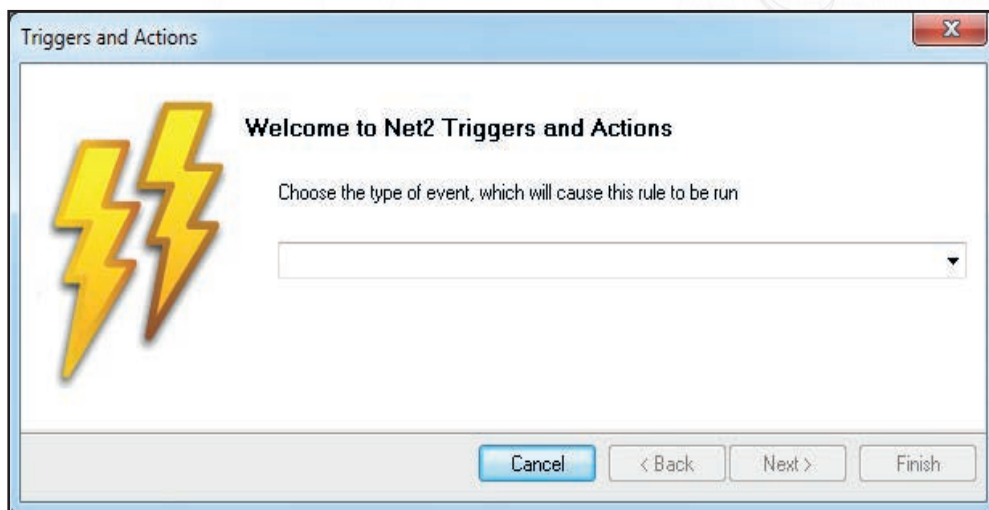 Triggers and Actions
Welcome to Net2 Triggers and Actions
Choose the type of event, which will cause this rule to be run
Cancel
< Back
Next >
Finish